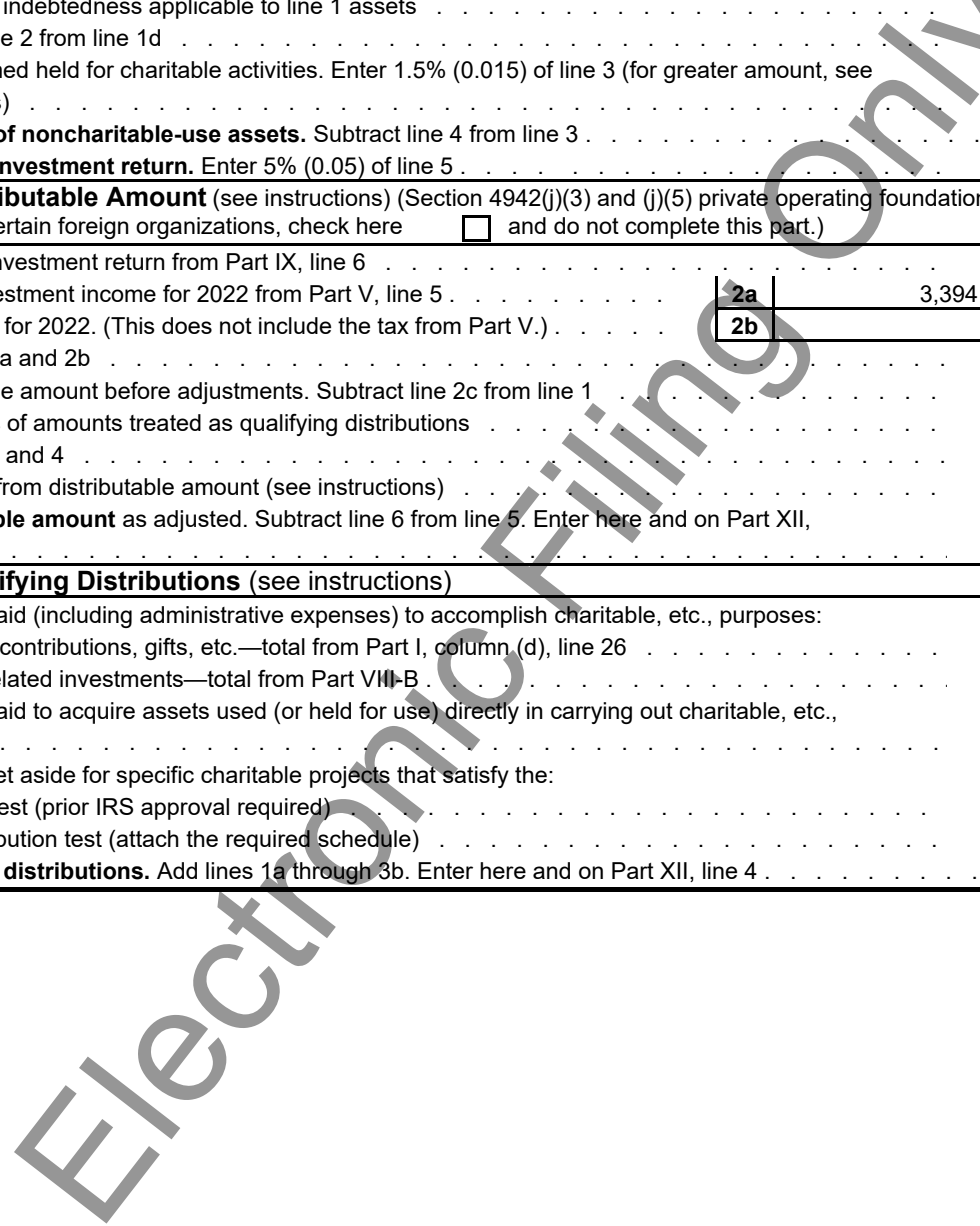 indebtedness applicable to line 1 assets . . . . . . . . . . . . . . . . . . . .
e 2 from line 1d . . . . . . . . . . . . . . . . . . . . . . . . . . . . . .
ned held for charitable activities. Enter 1.5% (0.015) of line 3 (for greater amount, see
s) . . . . . . . . . . . . . . . . . . . . . . . . . . . . . . . . . . . .
of noncharitable-use assets. Subtract line 4 from line 3 . . . . . . . . . . . . . . . .
nvestment return. Enter 5% (0.05) of line 5 . . . . . . . . . . . . . . . . . . . . .
ibutable Amount (see instructions) (Section 4942(j)(3) and (j)(5) private operating foundation
ertain foreign organizations, check here and do not complete this part.)
nvestment return from Part IX, line 6 . . . . . . . . . . . . . . . . . . . . . .
estment income for 2022 from Part V, line 5 . . . . . . . . . 2a 3,394
for 2022. (This does not include the tax from Part V.) . . . . . 2b
a and 2b . . . . . . . . . . . . . . . . . . . . . . . . . . . . . . . . .
e amount before adjustments. Subtract line 2c from line 1 . . . . . . . . . . . . .
s of amounts treated as qualifying distributions . . . . . . . . . . . . . . . . . .
and 4 . . . . . . . . . . . . . . . . . . . . . . . . . . . . . . . . . .
from distributable amount (see instructions) . . . . . . . . . . . . . . . . . . .
ble amount as adjusted. Subtract line 6 from line 5. Enter here and on Part XII,
. . . . . . . . . . . . . . . . . . . . . . . . . . . . . . . . . . . . .
ifying Distributions (see instructions)
aid (including administrative expenses) to accomplish charitable, etc., purposes:
contributions, gifts, etc.—total from Part I, column (d), line 26 . . . . . . . . . . . .
elated investments—total from Part VIII-B . . . . . . . . . . . . . . . . . . . . .
aid to acquire assets used (or held for use) directly in carrying out charitable, etc.,
. . . . . . . . . . . . . . . . . . . . . . . . . . . . . . . . . . . . .
et aside for specific charitable projects that satisfy the:
est (prior IRS approval required) . . . . . . . . . . . . . . . . . . . . . . .
bution test (attach the required schedule) . . . . . . . . . . . . . . . . . . . .
distributions. Add lines 1a through 3b. Enter here and on Part XII, line 4 . . . . . . . . .
Electronic Filing Only